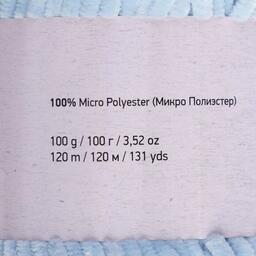 100% Micro Polyester (Микро Полиэстер)
100 g / 100 г / 3,52 oz
120 m / 120 м / 131 yds